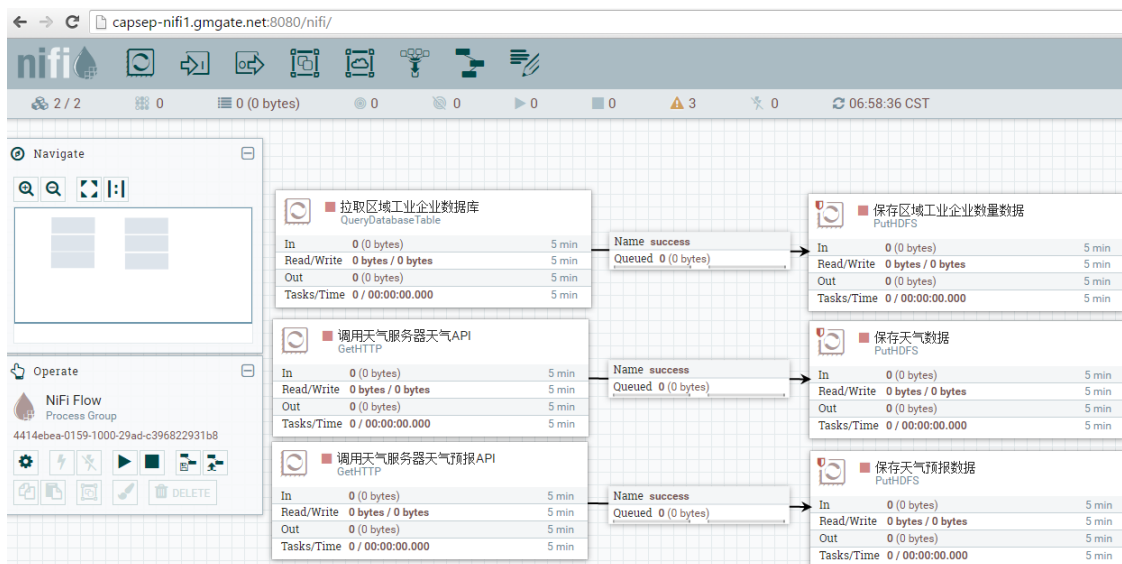 capsep-nifi1.gmgate.net:8080/nifi/
nifi
2 / 2 0 0 (0 bytes) 0 0 0 0 3 0 06:58:36 CST
Navigate
Operate
NiFi Flow
Process Group
4414ebea-0159-1000-29ad-c396822931b8
DELETE
拉取区域工业企业数据库
QueryDatabaseTable
In 0 (0 bytes) 5 min
Read/Write 0 bytes / 0 bytes 5 min
Out 0 (0 bytes) 5 min
Tasks/Time 0 / 00:00:00.000 5 min
Name success
Queued 0 (0 bytes)
保存区域工业企业数量数据
PutHDFS
In 0 (0 bytes) 5 min
Read/Write 0 bytes / 0 bytes 5 min
Out 0 (0 bytes) 5 min
Tasks/Time 0 / 00:00:00.000 5 min
调用天气服务器天气API
GetHTTP
In 0 (0 bytes) 5 min
Read/Write 0 bytes / 0 bytes 5 min
Out 0 (0 bytes) 5 min
Tasks/Time 0 / 00:00:00.000 5 min
Name success
Queued 0 (0 bytes)
保存天气数据
PutHDFS
In 0 (0 bytes) 5 min
Read/Write 0 bytes / 0 bytes 5 min
Out 0 (0 bytes) 5 min
Tasks/Time 0 / 00:00:00.000 5 min
调用天气服务器天气预报API
GetHTTP
In 0 (0 bytes) 5 min
Read/Write 0 bytes / 0 bytes 5 min
Out 0 (0 bytes) 5 min
Tasks/Time 0 / 00:00:00.000 5 min
Name success
Queued 0 (0 bytes)
保存天气预报数据
PutHDFS
In 0 (0 bytes) 5 min
Read/Write 0 bytes / 0 bytes 5 min
Out 0 (0 bytes) 5 min
Tasks/Time 0 / 00:00:00.000 5 min